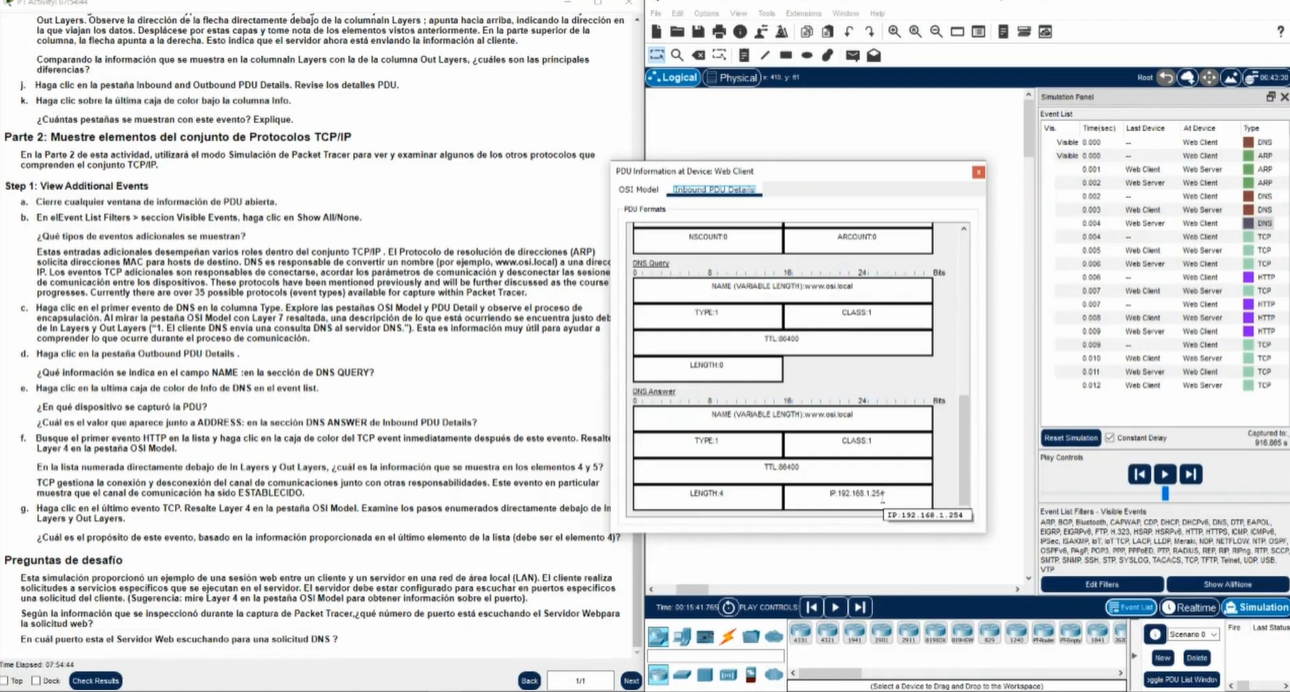 PT Activity: 07:54:44
Out Layers. Observe la dirección de la flecha directamente debajo de la columnaIn Layers ; apunta hacia arriba, indicando la dirección en
la que viajan los datos. Desplácese por estas capas y tome nota de los elementos vistos anteriormente. En la parte superior de la
columna, la flecha apunta a la derecha. Esto indica que el servidor ahora está enviando la información al cliente.
Comparando la información que se muestra en la columnaIn Layers con la de la columna Out Layers, ¿cuáles son las principales
diferencias?
j. Haga clic en la pestaña Inbound and Outbound PDU Details. Revise los detalles PDU.
k. Haga clic sobre la última caja de color bajo la columna Info.
¿Cuántas pestañas se muestran con este evento? Explique.
Parte 2: Muestre elementos del conjunto de Protocolos TCP/IP
En la Parte 2 de esta actividad, utilizará el modo Simulación de Packet Tracer para ver y examinar algunos de los otros protocolos que
comprenden el conjunto TCP/IP.
Step 1: View Additional Events
a. Cierre cualquier ventana de información de PDU abierta.
b. En elEvent List Filters > seccion Visible Events, haga clic en Show All/None.
¿Qué tipos de eventos adicionales se muestran?
Estas entradas adicionales desempeñan varios roles dentro del conjunto TCP/IP . El Protocolo de resolución de direcciones (ARP)
solicita direcciones MAC para hosts de destino. DNS es responsable de convertir un nombre (por ejemplo, www.osi.local) a una direcc
IP. Los eventos TCP adicionales son responsables de conectarse, acordar los parámetros de comunicación y desconectar las sesione
de comunicación entre los dispositivos. These protocols have been mentioned previously and will be further discussed as the course
progresses. Currently there are over 35 possible protocols (event types) available for capture within Packet Tracer.
c. Haga clic en el primer evento de DNS en la columna Type. Explore las pestañas OSI Model y PDU Detail y observe el proceso de
encapsulación. Al mirar la pestaña OSI Model con Layer 7 resaltada, una descripción de lo que está ocurriendo se encuentra justo deb
de In Layers y Out Layers ("1. El cliente DNS envía una consulta DNS al servidor DNS."). Esta es información muy útil para ayudar a
comprender lo que ocurre durante el proceso de comunicación.
d. Haga clic en la pestaña Outbound PDU Details .
¿Qué información se indica en el campo NAME :en la sección de DNS QUERY?
e. Haga clic en la ultima caja de color de Info de DNS en el event list.
¿En qué dispositivo se capturó la PDU?
¿Cuál es el valor que aparece junto a ADDRESS: en la sección DNS ANSWER de Inbound PDU Details?
f. Busque el primer evento HTTP en la lista y haga clic en la caja de color del TCP event inmediatamente después de este evento. Resalte
Layer 4 en la pestaña OSI Model.
En la lista numerada directamente debajo de In Layers y Out Layers, ¿cuál es la información que se muestra en los elementos 4 y 5?
TCP gestiona la conexión y desconexión del canal de comunicaciones junto con otras responsabilidades. Este evento en particular
muestra que el canal de comunicación ha sido ESTABLECIDO.
g. Haga clic en el último evento TCP. Resalte Layer 4 en la pestaña OSI Model. Examine los pasos enumerados directamente debajo de In
Layers y Out Layers.
¿Cuál es el propósito de este evento, basado en la información proporcionada en el último elemento de la lista (debe ser el elemento 4)?
Preguntas de desafío
Esta simulación proporcionó un ejemplo de una sesión web entre un cliente y un servidor en una red de área local (LAN). El cliente realiza
solicitudes a servicios específicos que se ejecutan en el servidor. El servidor debe estar configurado para escuchar en puertos específicos
una solicitud del cliente. (Sugerencia: mire Layer 4 en la pestaña OSI Model para obtener información sobre el puerto).
Según la información que se inspeccionó durante la captura de Packet Tracer,¿qué número de puerto está escuchando el Servidor Webpara
la solicitud web?
En cuál puerto esta el Servidor Web escuchando para una solicitud DNS ?
Time Elapsed: 07:54:44
Top Dock Check Results Back 1/1 Next
File Edit Options View Tools Extensions Window Help
Logical Physical x: 413, y: 61 Root 06:43:30
PDU Information at Device: Web Client
OSI Model Inbound PDU Details
PDU Formats
NSCOUNT:0 ARCOUNT:0
DNS Query
0 8 16 24 Bits
NAME (VARIABLE LENGTH):www.osi.local
TYPE:1 CLASS:1
TTL:86400
LENGTH:0
DNS Answer
0 8 16 24 Bits
NAME (VARIABLE LENGTH):www.osi.local
TYPE:1 CLASS:1
TTL:86400
LENGTH:4 IP:192.168.1.254
IP:192.168.1.254
Simulation Panel
Event List
Vis. Time(sec) Last Device At Device Type
Visible 0.000 -- Web Client DNS
Visible 0.000 -- Web Client ARP
0.001 Web Client Web Server ARP
0.002 Web Server Web Client ARP
0.002 -- Web Client DNS
0.003 Web Client Web Server DNS
0.004 Web Server Web Client DNS
0.004 -- Web Client TCP
0.005 Web Client Web Server TCP
0.006 Web Server Web Client TCP
0.006 -- Web Client HTTP
0.007 Web Client Web Server TCP
0.007 -- Web Client HTTP
0.008 Web Client Web Server HTTP
0.009 Web Server Web Client HTTP
0.009 -- Web Client TCP
0.010 Web Client Web Server TCP
0.011 Web Server Web Client TCP
0.012 Web Client Web Server TCP
Reset Simulation Constant Delay Captured to:
916.865 s
Play Controls
Event List Filters - Visible Events
ARP, BGP, Bluetooth, CAPWAP, CDP, DHCP, DHCPv6, DNS, DTP, EAPOL,
EIGRP, EIGRPv6, FTP, H.323, HSRP, HSRPv6, HTTP, HTTPS, ICMP, ICMPv6,
IPSec, ISAKMP, IoT, IoT TCP, LACP, LLDP, Meraki, NDP, NETFLOW, NTP, OSPF,
OSPFv6, PAgP, POP3, PPP, PPPoED, PTP, RADIUS, REP, RIP, RIPng, RTP, SCCP,
SMTP, SNMP, SSH, STP, SYSLOG, TACACS, TCP, TFTP, Telnet, UDP, USB,
VTP
Edit Filters Show All/None
Time: 00:15:41.765 PLAY CONTROLS: Event List Realtime Simulation
4331 4321 1941 2901 2911 819IOX 819HGW 829 1240 PT-Router PT-Empty 1841
Scenario 0 Fire Last Status
New Delete
Toggle PDU List Window
(Select a Device to Drag and Drop to the Workspace)